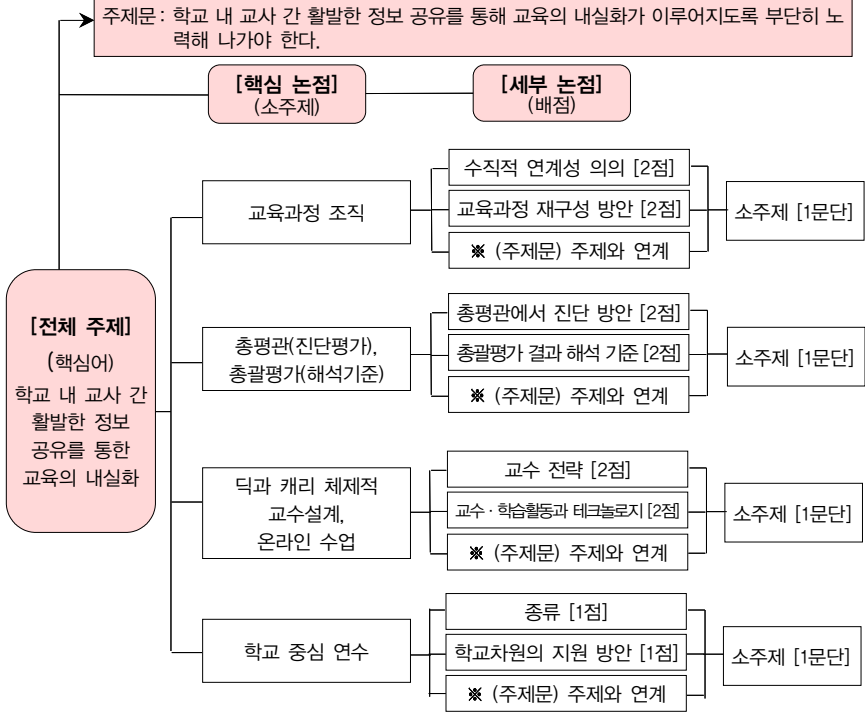 주제문 : 학교 내 교사 간 활발한 정보 공유를 통해 교육의 내실화가 이루어지도록 부단히 노
력해 나가야 한다.
[핵심 논점]
(소주제)
[세부 논점]
(배점)
수직적 연계성 의의 [2점]
교육과정 조직
교육과정 재구성 방안 [2점]
소주제 [1문단]
※ (주제문) 주제와 연계
[전체 주제]
(핵심어)
학교 내 교사 간
활발한 정보
공유를 통한
교육의 내실화
총평관에서 진단 방안 [2점]
총평관(진단평가),
총괄평가(해석기준)
총괄평가 결과 해석 기준 [2점]
소주제 [1문단]
※ (주제문) 주제와 연계
교수 전략 [2점]
딕과 캐리 체제적
교수설계,
온라인 수업
교수 · 학습활동과 테크놀로지 [2점]
소주제 [1문단]
※ (주제문) 주제와 연계
종류 [1점]
학교 중심 연수
학교차원의 지원 방안 [1점]
소주제 [1문단]
※ (주제문) 주제와 연계